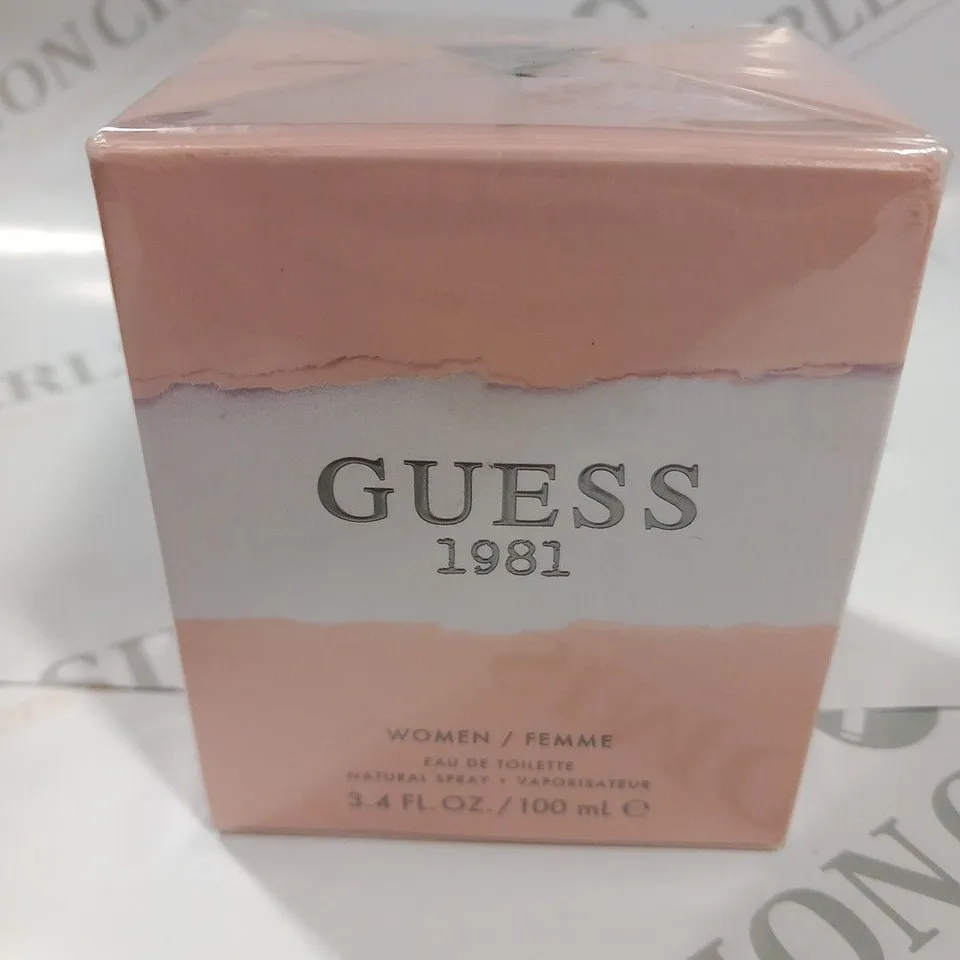 GUESS
1981
WOMEN / FEMME
EAU DE TOILETTE
NATURAL SPRAY • VAPORISATEUR
3.4 FL.OZ./100 mL ℮